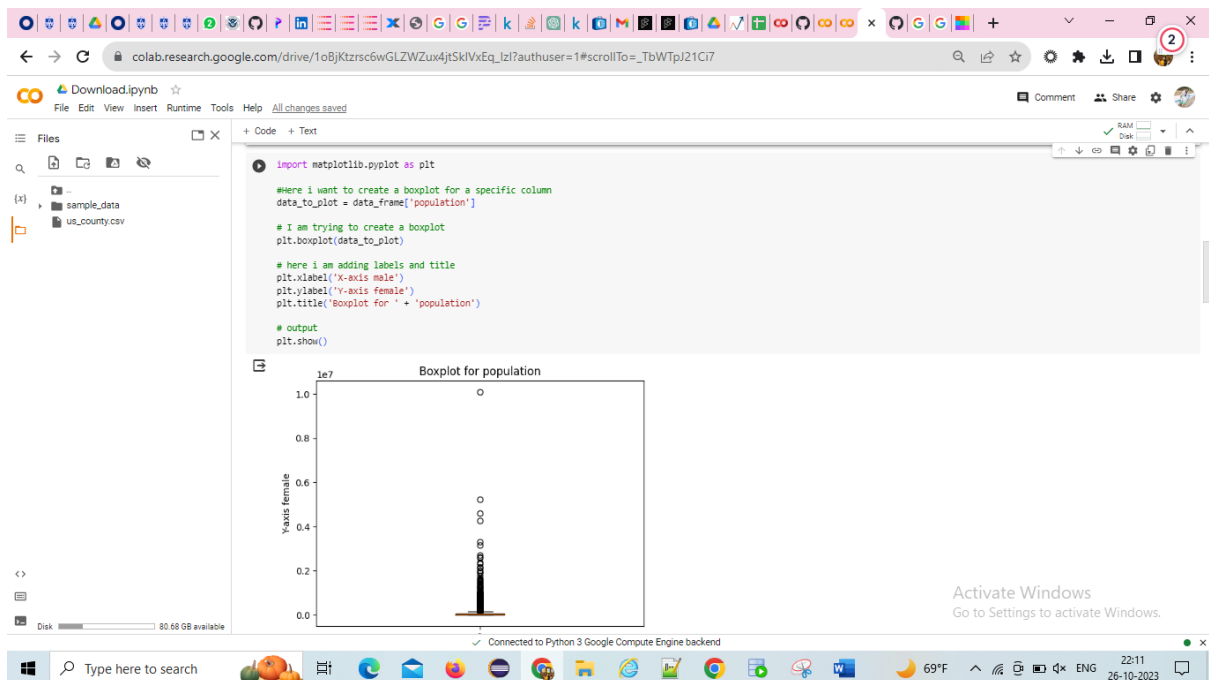 2
colab.research.google.com/drive/1oBjKtzrsc6wGLZWZux4jtSkIVxEq_IzI?authuser=1#scrollTo=_TbWTpJ21Ci7
Download.ipynb
File Edit View Insert Runtime Tools Help All changes saved
Comment Share
Files
+ Code + Text
RAM
Disk
..
sample_data
us_county.csv
{x}
import matplotlib.pyplot as plt
#Here i want to create a boxplot for a specific column
data_to_plot = data_frame['population']
# I am trying to create a boxplot
plt.boxplot(data_to_plot)
# here i am adding labels and title
plt.xlabel('X-axis male')
plt.ylabel('Y-axis female')
plt.title('Boxplot for ' + 'population')
# output
plt.show()
1e7
Boxplot for population
1.0
0.8
0.6
0.4
0.2
0.0
Y-axis female
Activate Windows
Go to Settings to activate Windows.
Disk 80.68 GB available
Connected to Python 3 Google Compute Engine backend
Type here to search
69°F
ENG
22:11
26-10-2023